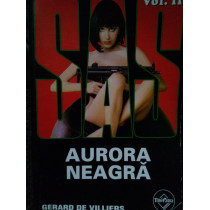 Vol. II
SAS
AURORA
NEAGRĂ
GERARD DE VILLIERS